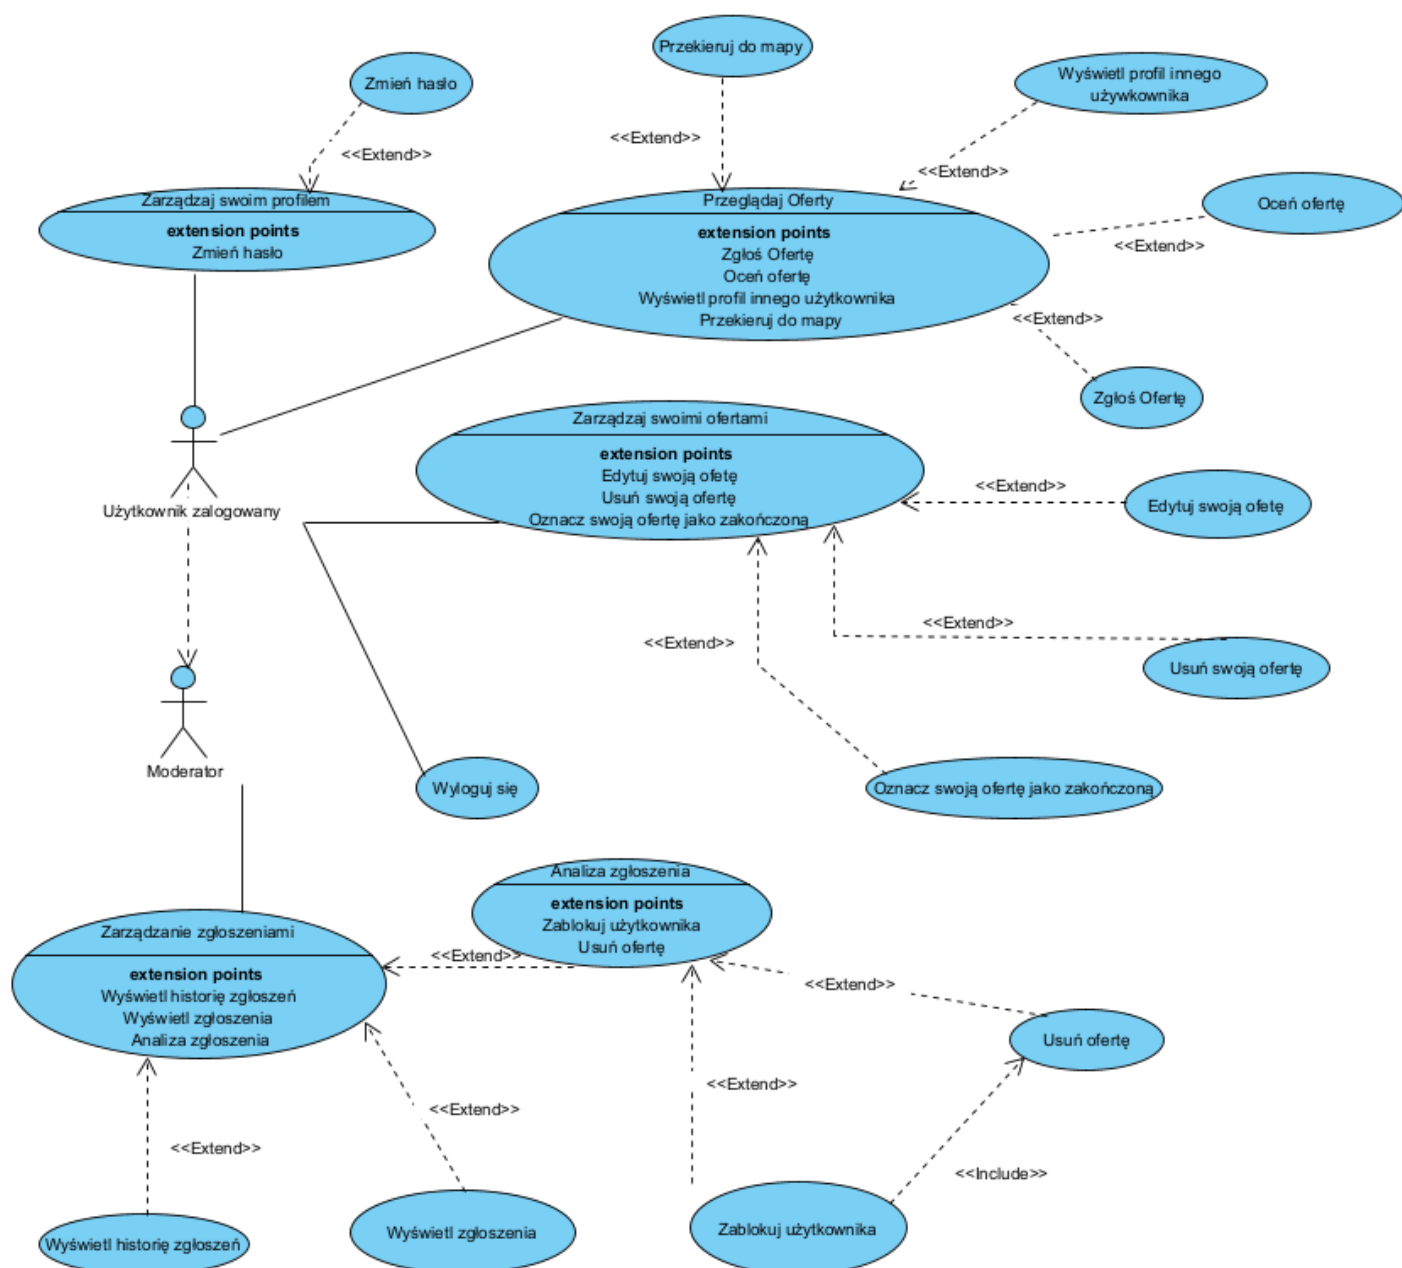 Przekieruj do mapy
Zmień hasło
Wyświetl profil innego
używkownika
<<Extend>>
<<Extend>>
<<Extend>>
Zarządzaj swoim profilem
extension points
Zmień hasło
Przeglądaj Oferty
extension points
Zgłoś Ofertę
Oceń ofertę
Wyświetl profil innego użytkownika
Przekieruj do mapy
Oceń ofertę
<<Extend>>
<<Extend>>
Zgłoś Ofertę
Zarządzaj swoimi ofertami
extension points
Edytuj swoją ofetę
Usuń swoją ofertę
Oznacz swoją ofertę jako zakończoną
<<Extend>>
Edytuj swoją ofetę
Użytkownik zalogowany
<<Extend>>
<<Extend>>
Usuń swoją ofertę
Moderator
Wyloguj się
Oznacz swoją ofertę jako zakończoną
Analiza zgłoszenia
extension points
Zablokuj użytkownika
Usuń ofertę
Zarządzanie zgłoszeniami
extension points
Wyświetl historię zgłoszeń
Wyświetl zgłoszenia
Analiza zgłoszenia
<<Extend>>
<<Extend>>
Usuń ofertę
<<Extend>>
<<Extend>>
<<Extend>>
<<Include>>
Wyświetl historię zgłoszeń
Wyświetl zgłoszenia
Zablokuj użytkownika